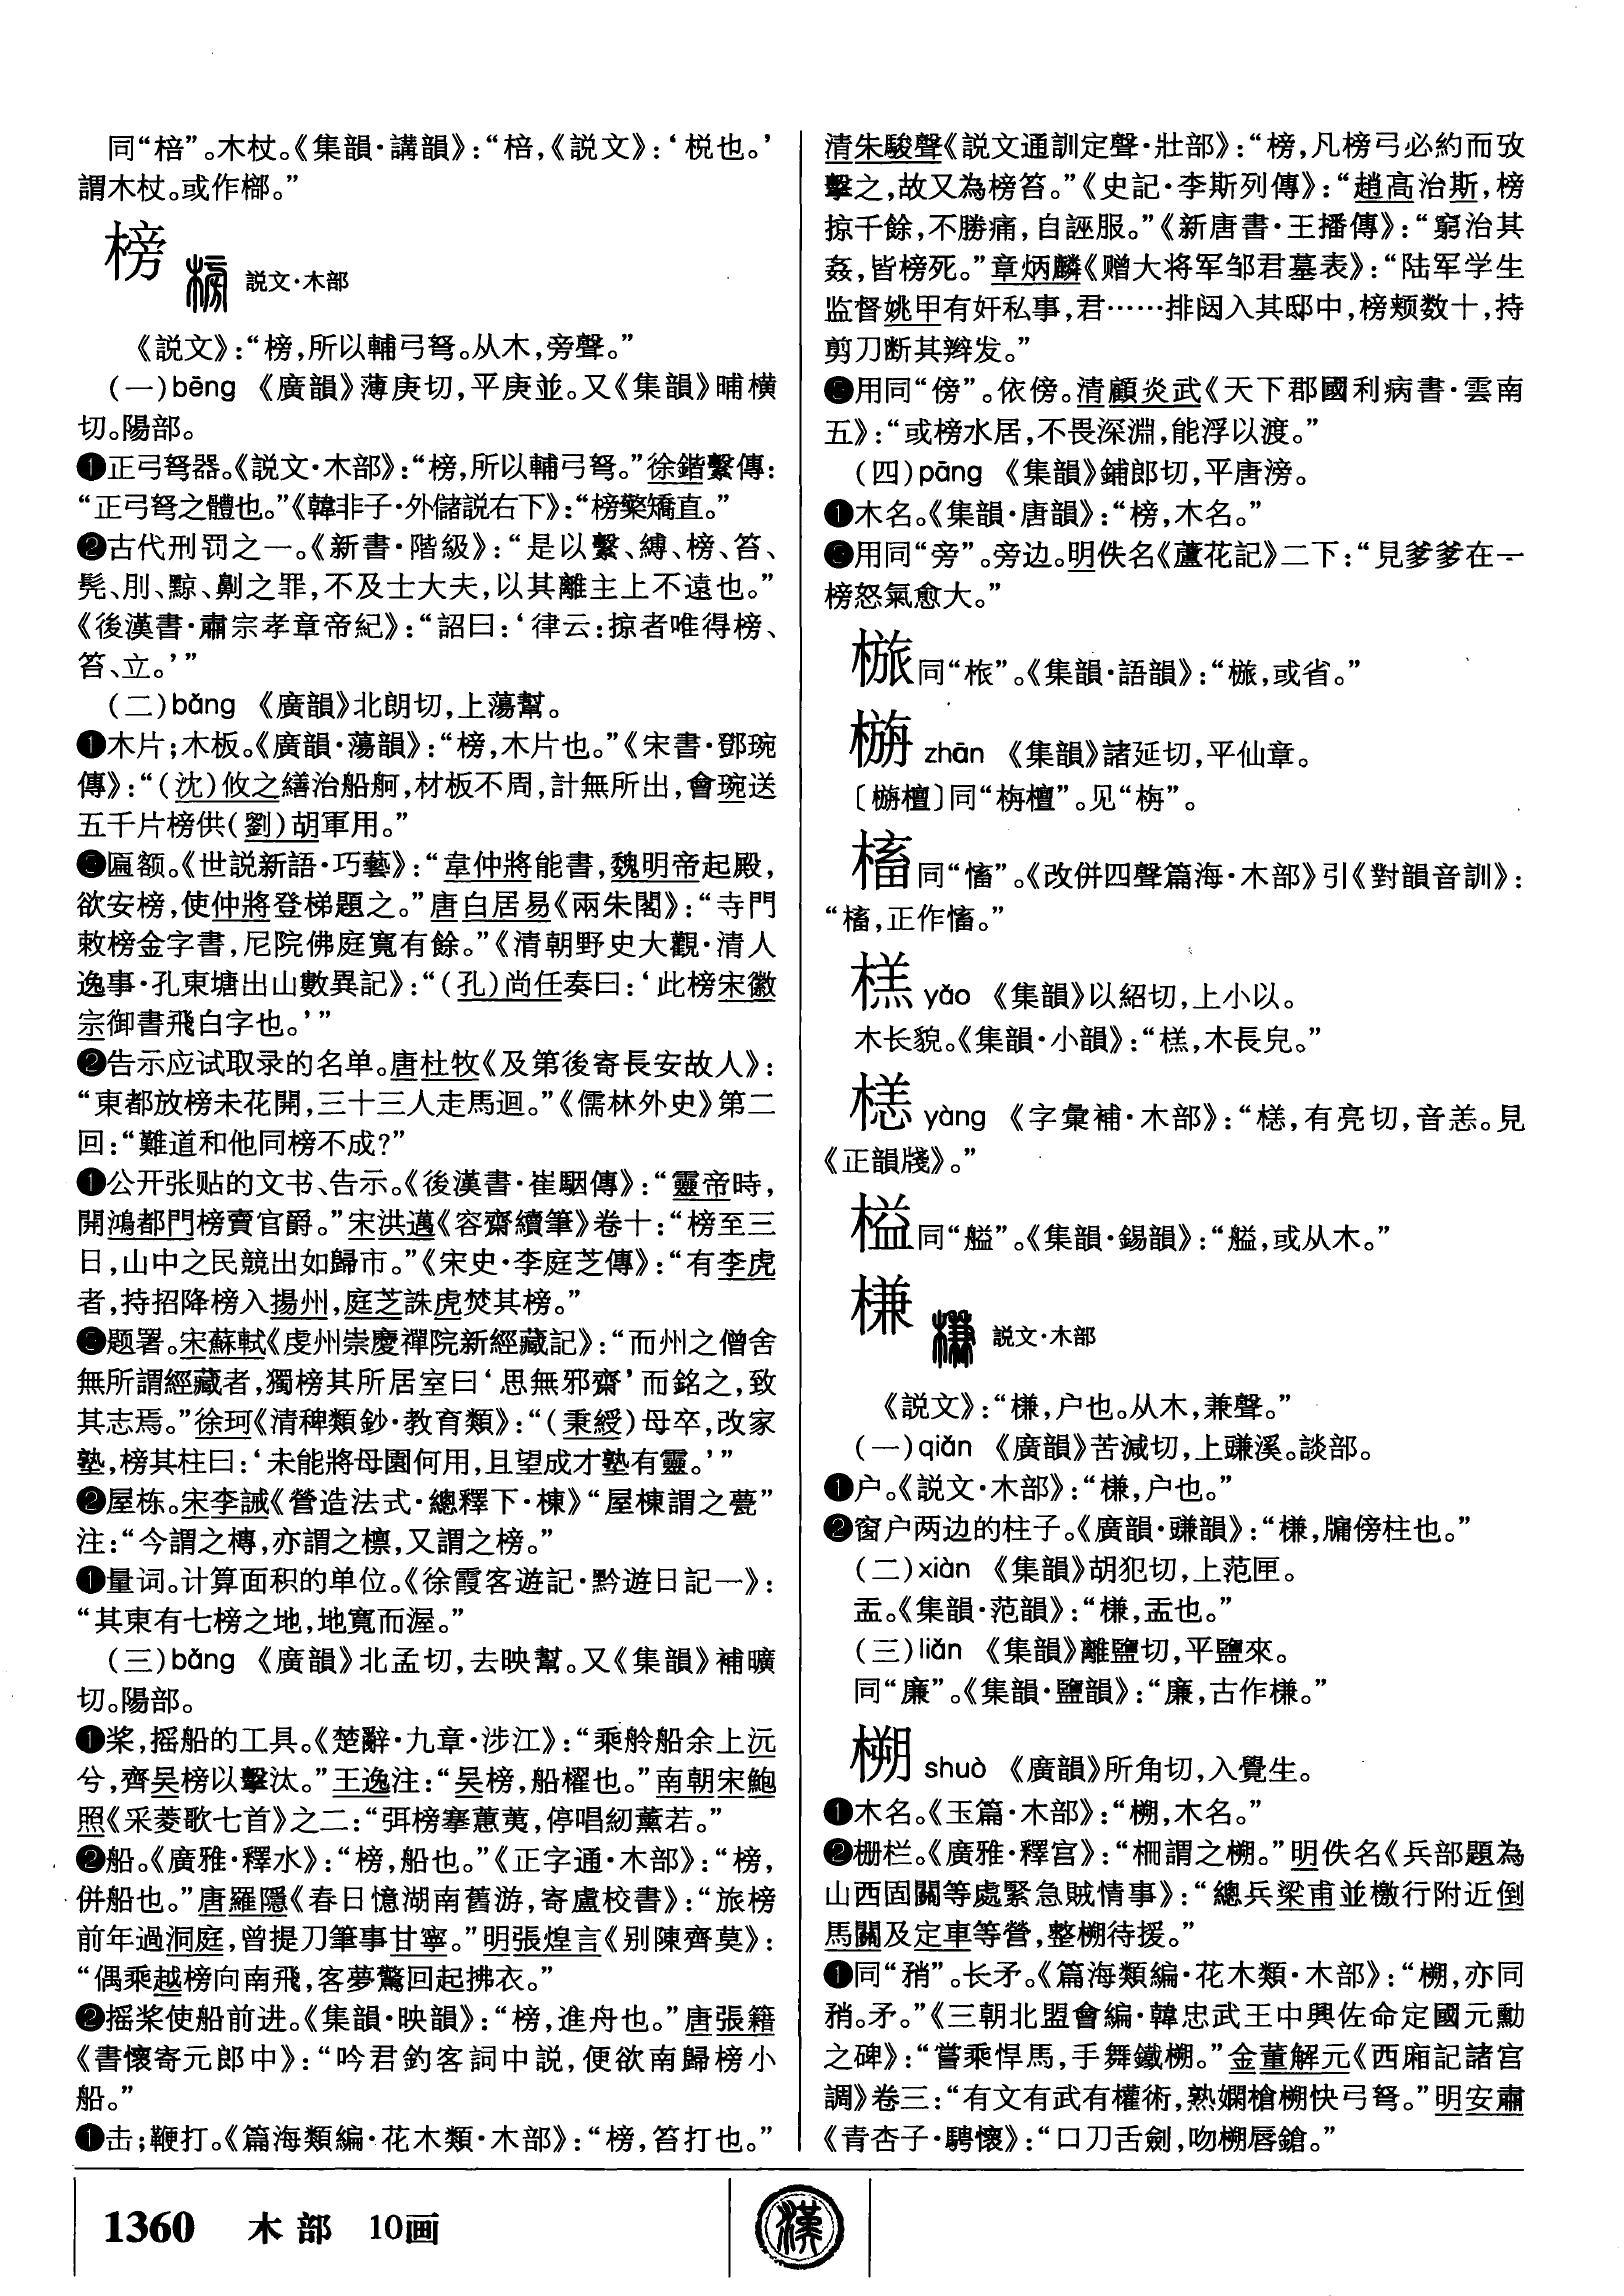 同“棓”。木杖。《集韻·講韻》：“棓，《説文》：‘棁也。’
謂木杖。或作㮄。”
榜
説文·木部
《説文》：“榜，所以輔弓弩。从木，旁聲。”
（一）bēng 《廣韻》薄庚切，平庚並。又《集韻》晡横
切。陽部。
❶正弓弩器。《説文·木部》：“榜，所以輔弓弩。”徐鍇繫傳：
“正弓弩之體也。”《韓非子·外儲説右下》：“榜檠矯直。”
❷古代刑罚之一。《新書·階級》：“是以繫、縛、榜、笞、
髡、刖、黥、劓之罪，不及士大夫，以其離主上不遠也。”
《後漢書·肅宗孝章帝紀》：“詔曰：‘律云：掠者唯得榜、
笞、立。’”
（二）bǎng 《廣韻》北朗切，上蕩幫。
❶木片；木板。《廣韻·蕩韻》：“榜，木片也。”《宋書·鄧琬
傳》：“（沈）攸之繕治船舸，材板不周，計無所出，會琬送
五千片榜供（劉）胡軍用。”
匾额。《世説新語·巧藝》：“韋仲將能書，魏明帝起殿，
欲安榜，使仲將登梯題之。”唐白居易《兩朱閣》：“寺門
敕榜金字書，尼院佛庭寬有餘。”《清朝野史大觀·清人
逸事·孔東塘出山數異記》：“（孔）尚任奏曰：‘此榜宋徽
宗御書飛白字也。’”
❷告示应试取录的名单。唐杜牧《及第後寄長安故人》：
“東都放榜未花開，三十三人走馬迴。”《儒林外史》第二
回：“難道和他同榜不成？”
❶公开张贴的文书、告示。《後漢書·崔駰傳》：“靈帝時，
開鴻都門榜賣官爵。”宋洪邁《容齋續筆》卷十：“榜至三
日，山中之民競出如歸市。”《宋史·李庭芝傳》：“有李虎
者，持招降榜入揚州，庭芝誅虎焚其榜。”
题署。宋蘇軾《虔州崇慶禪院新經藏記》：“而州之僧舍
無所謂經藏者，獨榜其所居室曰‘思無邪齋’而銘之，致
其志焉。”徐珂《清稗類鈔·教育類》：“（秉綬）母卒，改家
塾，榜其柱曰：‘未能將母園何用，且望成才塾有靈。’”
❷屋栋。宋李誡《營造法式·總釋下·棟》“屋棟謂之甍”
注：“今謂之槫，亦謂之檩，又謂之榜。”
❶量词。计算面积的单位。《徐霞客遊記·黔遊日記一》：
“其東有七榜之地，地寬而渥。”
（三）bǎng 《廣韻》北孟切，去映幫。又《集韻》補曠
切。陽部。
❶桨，摇船的工具。《楚辭·九章·涉江》：“乘舲船余上沅
兮，齊吴榜以擊汰。”王逸注：“吴榜，船櫂也。”南朝宋鮑
照《采菱歌七首》之二：“弭榜搴蕙荑，停唱紉薰若。”
❷船。《廣雅·釋水》：“榜，船也。”《正字通·木部》：“榜，
併船也。”唐羅隱《春日憶湖南舊游，寄盧校書》：“旅榜
前年過洞庭，曾提刀筆事甘寧。”明張煌言《别陳齊莫》：
“偶乘越榜向南飛，客夢驚回起拂衣。”
❷摇桨使船前进。《集韻·映韻》：“榜，進舟也。”唐張籍
《書懷寄元郎中》：“吟君釣客詞中説，便欲南歸榜小
船。”
❶击；鞭打。《篇海類編·花木類·木部》：“榜，笞打也。”
清朱駿聲《説文通訓定聲·壯部》：“榜，凡榜弓必約而攷
擊之，故又為榜笞。”《史記·李斯列傳》：“趙高治斯，榜
掠千餘，不勝痛，自誣服。”《新唐書·王播傳》：“窮治其
姦，皆榜死。”章炳麟《赠大将军邹君墓表》：“陆军学生
监督姚甲有奸私事，君……排闼入其邸中，榜颊数十，持
剪刀断其辫发。”
用同“傍”。依傍。清顧炎武《天下郡國利病書·雲南
五》：“或榜水居，不畏深淵，能浮以渡。”
（四）pāng 《集韻》鋪郎切，平唐滂。
❶木名。《集韻·唐韻》：“榜，木名。”
用同“旁”。旁边。明佚名《蘆花記》二下：“見爹爹在一
榜怒氣愈大。”
同“梠”。《集韻·語韻》：“或省。”
zhān 《集韻》諸延切，平仙章。
同“栴檀”。见“栴”。
槒同“慉”。《改併四聲篇海·木部》引《對韻音訓》：
“槒，正作慉。”
榚 yǎo 《集韻》以紹切，上小以。
木长貌。《集韻·小韻》：“榚，木長皃。”
樣 yàng 《字彙補·木部》：“有亮切，音恙。見
《正韻牋》。”
榏同“艗”。《集韻·錫韻》：“艗，或从木。”
槏
説文·木部
《説文》：“槏，户也。从木，兼聲。”
（一）qiǎn 《廣韻》苦減切，上豏溪。談部。
❶户。《説文·木部》：“槏，户也。”
❷窗户两边的柱子。《廣韻·豏韻》：“槏，牖傍柱也。”
（二）xiàn 《集韻》胡犯切，上范匣。
盂。《集韻·范韻》：“槏，盂也。”
（三）lián 《集韻》離鹽切，平鹽來。
同“廉”。《集韻·鹽韻》：“廉，古作槏。”
槊 shuò 《廣韻》所角切，入覺生。
❶木名。《玉篇·木部》：“㮶，木名。”
❷栅栏。《廣雅·釋宫》：“栅謂之㮶。”明佚名《兵部題為
山西固關等處緊急賊情事》：“總兵梁甫並檄行附近倒
馬關及定車等營，整㮶待援。”
❶同“矟”。长矛。《篇海類編·花木類·木部》：“㮶，亦同
矟。矛。”《三朝北盟會編·韓忠武王中興佐命定國元勳
之碑》：“嘗乘悍馬，手舞鐵㮶。”金董解元《西廂記諸宫
調》卷三：“有文有武有權術，熟嫻槍㮶快弓弩。”明安肅
《青杏子·騁懷》：“口刀舌劍，吻㮶唇鎗。”
1360 木部 10画
漢